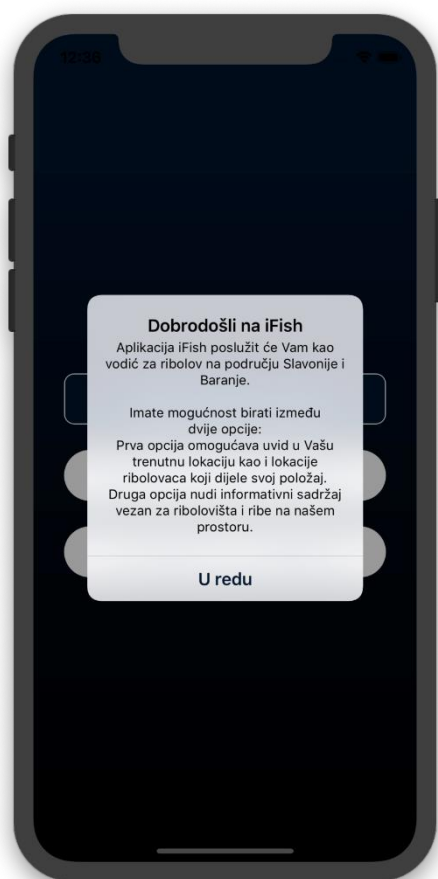 12:36
Dobrodošli na iFish
Aplikacija iFish poslužit će Vam kao
vodić za ribolov na području Slavonije i
Baranje.
Imate mogućnost birati između
dvije opcije:
Prva opcija omogućava uvid u Vašu
trenutnu lokaciju kao i lokacije
ribolovaca koji dijele svoj položaj.
Druga opcija nudi informativni sadržaj
vezan za ribolovišta i ribe na našem
prostoru.
U redu